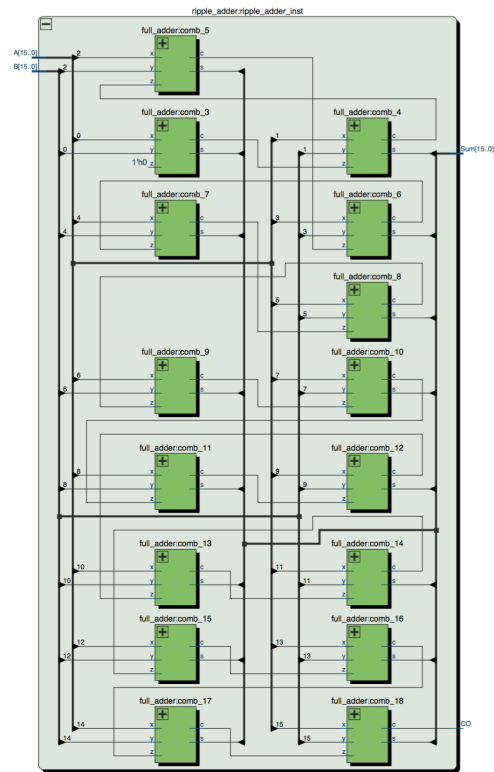 ripple_adder:ripple_adder_inst
full_adder:comb_5
A[15..0]
B[15..0]
2
x
c
2
y
s
z
full_adder:comb_3
0
x
c
0
y
s
1'h0
z
full_adder:comb_4
1
x
c
1
y
s
z
Sum[15..0]
full_adder:comb_7
4
x
c
4
y
s
z
full_adder:comb_6
3
x
c
3
y
s
z
full_adder:comb_8
5
x
c
5
y
s
z
full_adder:comb_9
6
x
c
6
y
s
z
full_adder:comb_10
7
x
c
7
y
s
z
full_adder:comb_11
8
x
c
8
y
s
z
full_adder:comb_12
9
x
c
9
y
s
z
full_adder:comb_13
10
x
c
10
y
s
z
full_adder:comb_14
11
x
c
11
y
s
z
full_adder:comb_15
12
x
c
12
y
s
z
full_adder:comb_16
13
x
c
13
y
s
z
full_adder:comb_17
14
x
c
14
y
s
z
full_adder:comb_18
15
x
c
15
y
s
z
CO